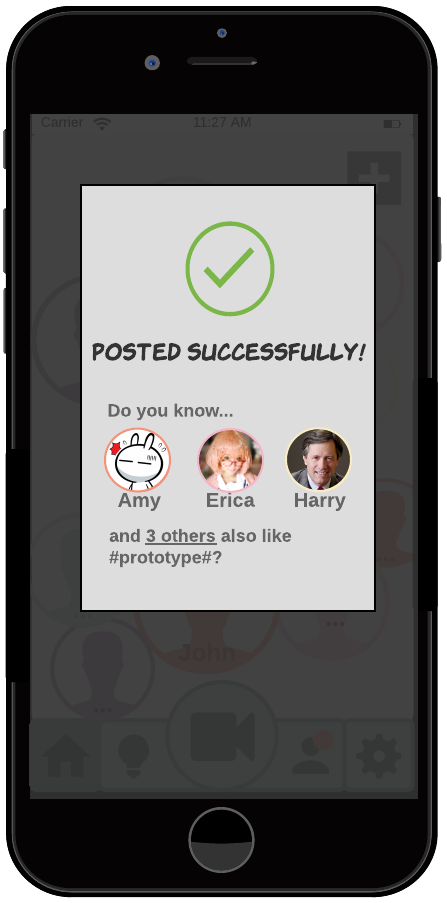 Carrier 11:27 AM
POSTED SUCCESSFULLY!
Do you know...
Amy Erica Harry
and 3 others also like
#prototype#?
John